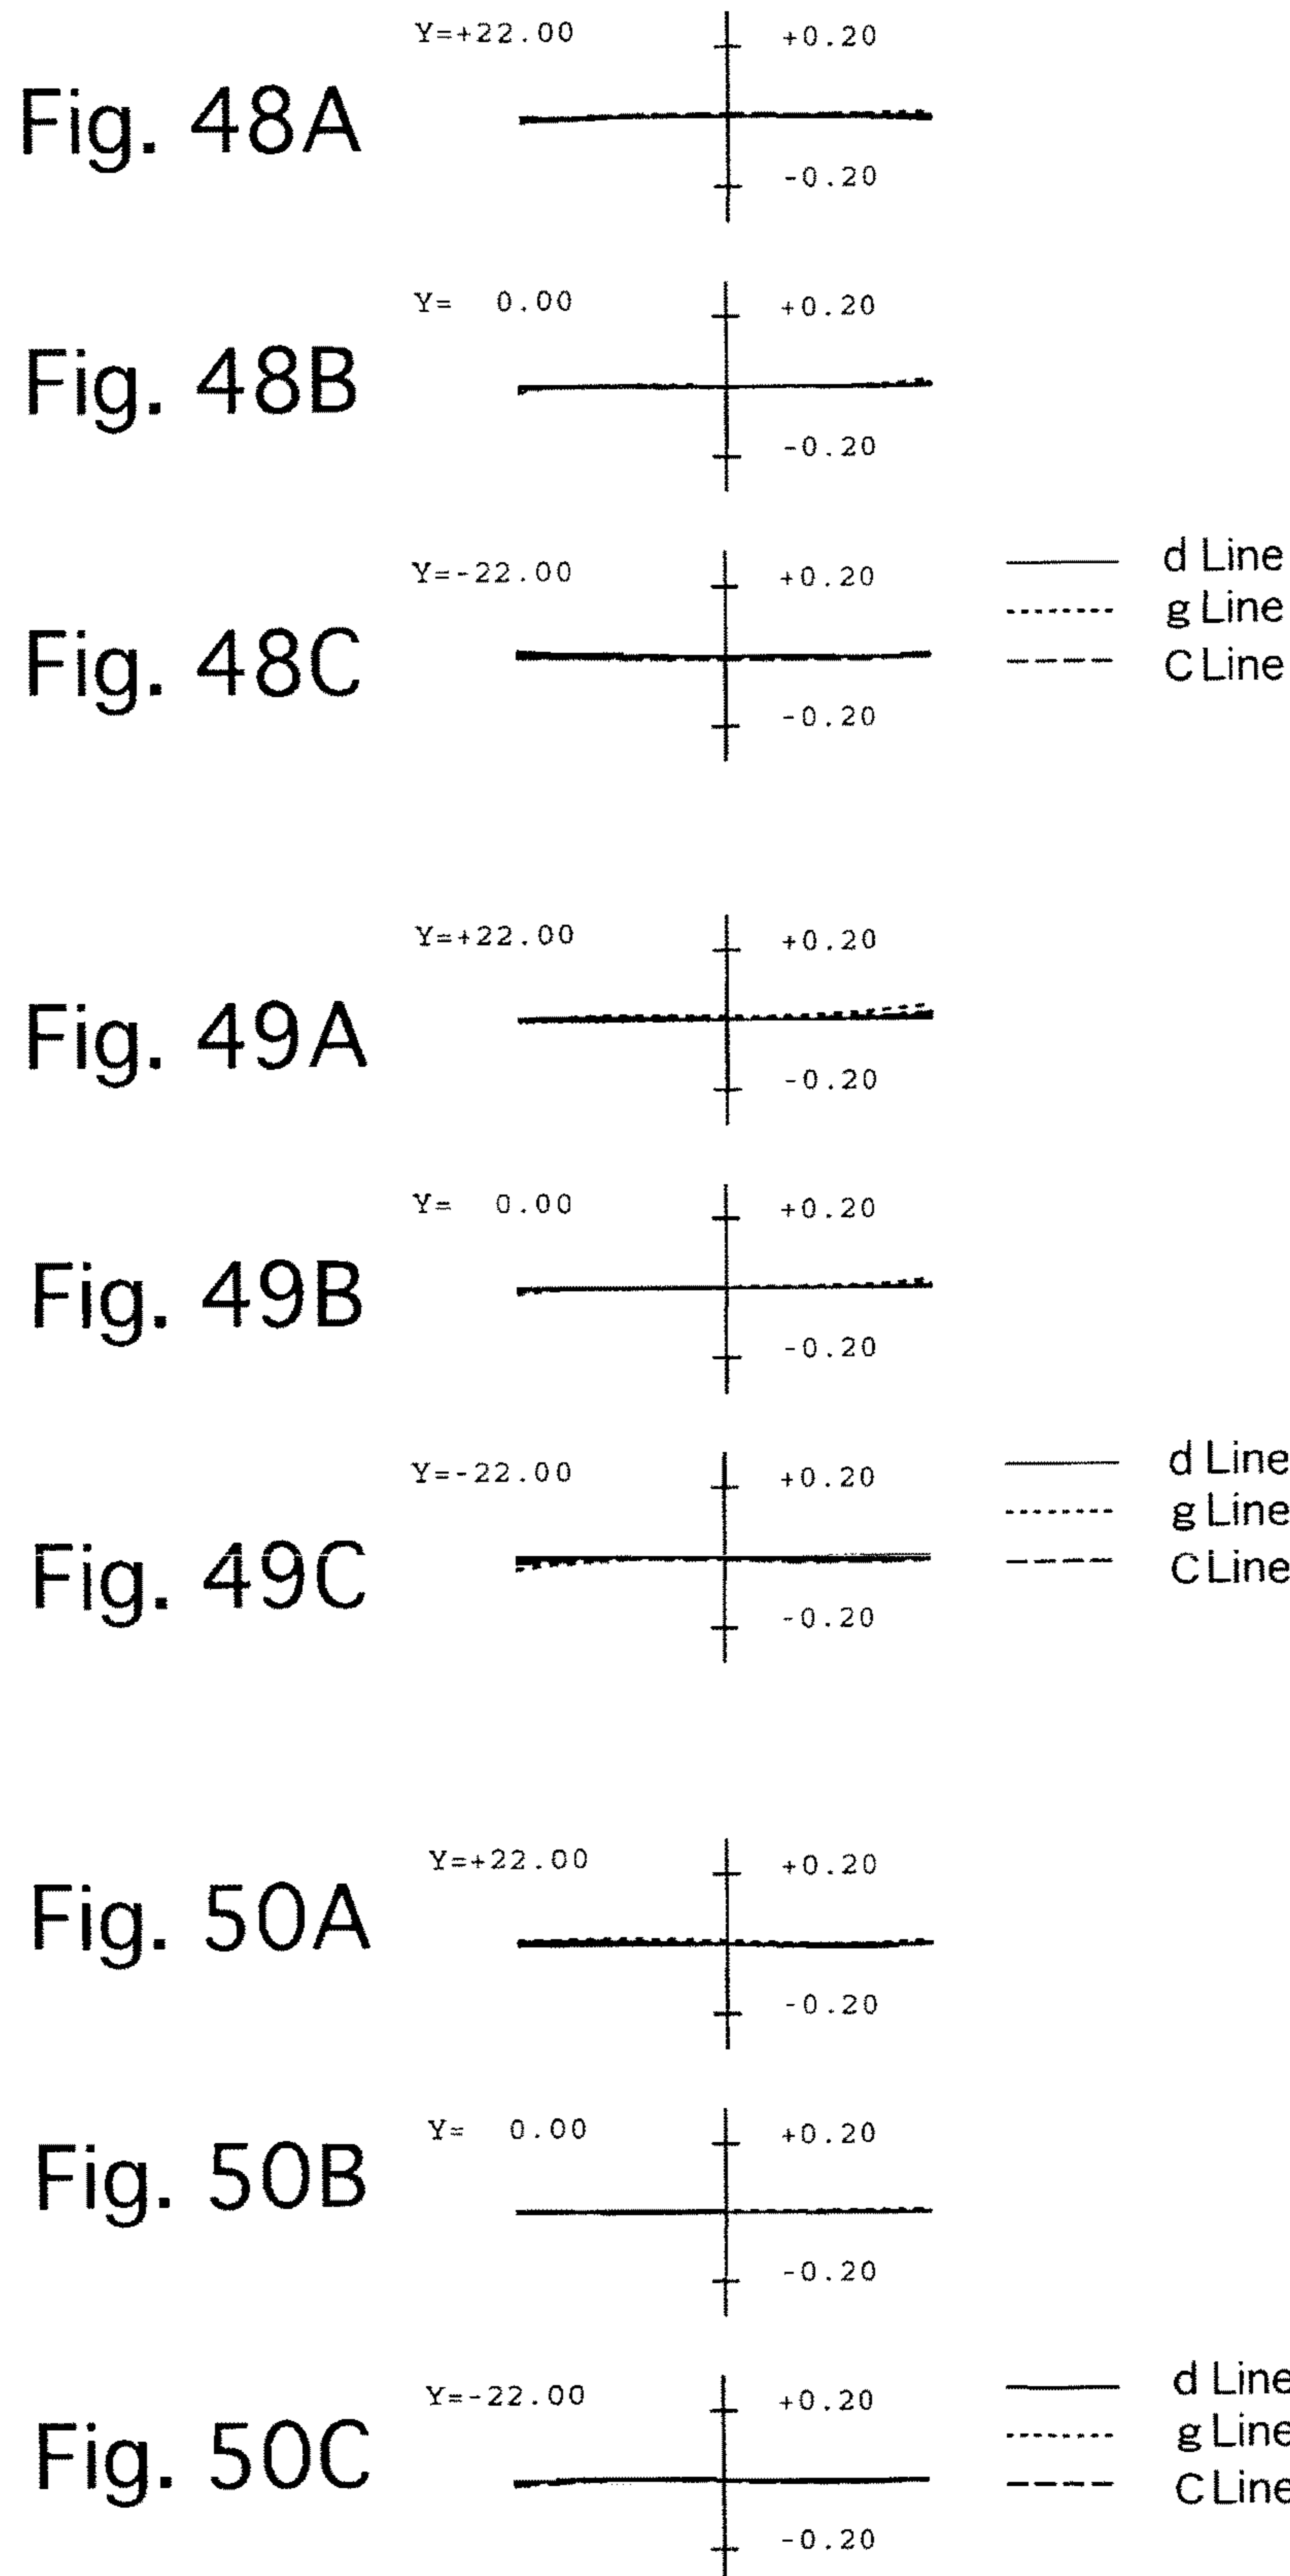 Y=+22.00
+0.20
Fig. 48A
-0.20
Y= 0.00
+0.20
Fig. 48B
-0.20
Y=-22.00
+0.20
d Line
g Line
C Line
Fig. 48C
-0.20
Y=+22.00
+0.20
Fig. 49A
-0.20
Y= 0.00
+0.20
Fig. 49B
-0.20
Y=-22.00
+0.20
d Line
g Line
C Line
Fig. 49C
-0.20
Y=+22.00
+0.20
Fig. 50A
-0.20
Y= 0.00
+0.20
Fig. 50B
-0.20
Y=-22.00
+0.20
d Line
g Line
C Line
Fig. 50C
-0.20